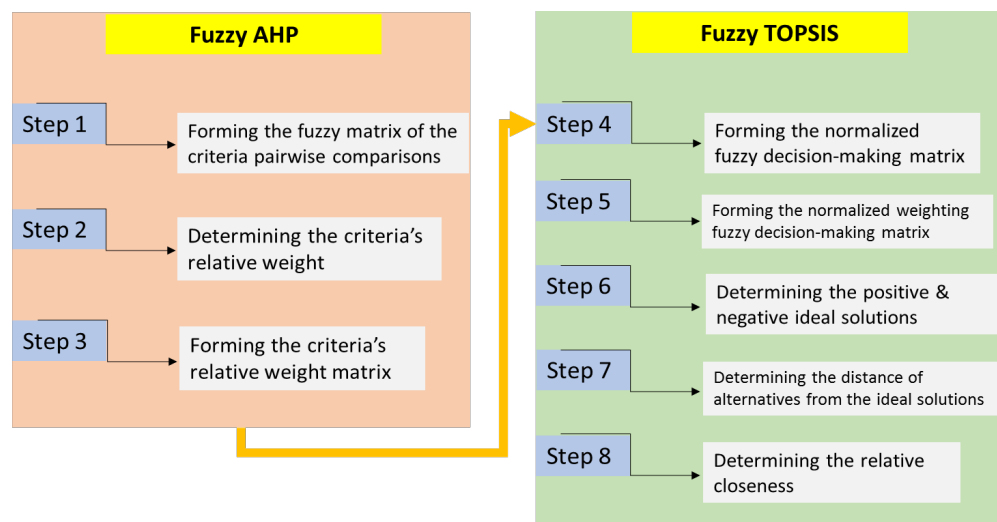 Fuzzy AHP
Step 1
Forming the fuzzy matrix of the
criteria pairwise comparisons
Step 2
Determining the criteria's
relative weight
Step 3
Forming the criteria's
relative weight matrix
Fuzzy TOPSIS
Step 4
Forming the normalized
fuzzy decision-making matrix
Step 5
Forming the normalized weighting
fuzzy decision-making matrix
Step 6
Determining the positive &
negative ideal solutions
Step 7
Determining the distance of
alternatives from the ideal solutions
Step 8
Determining the relative
closeness